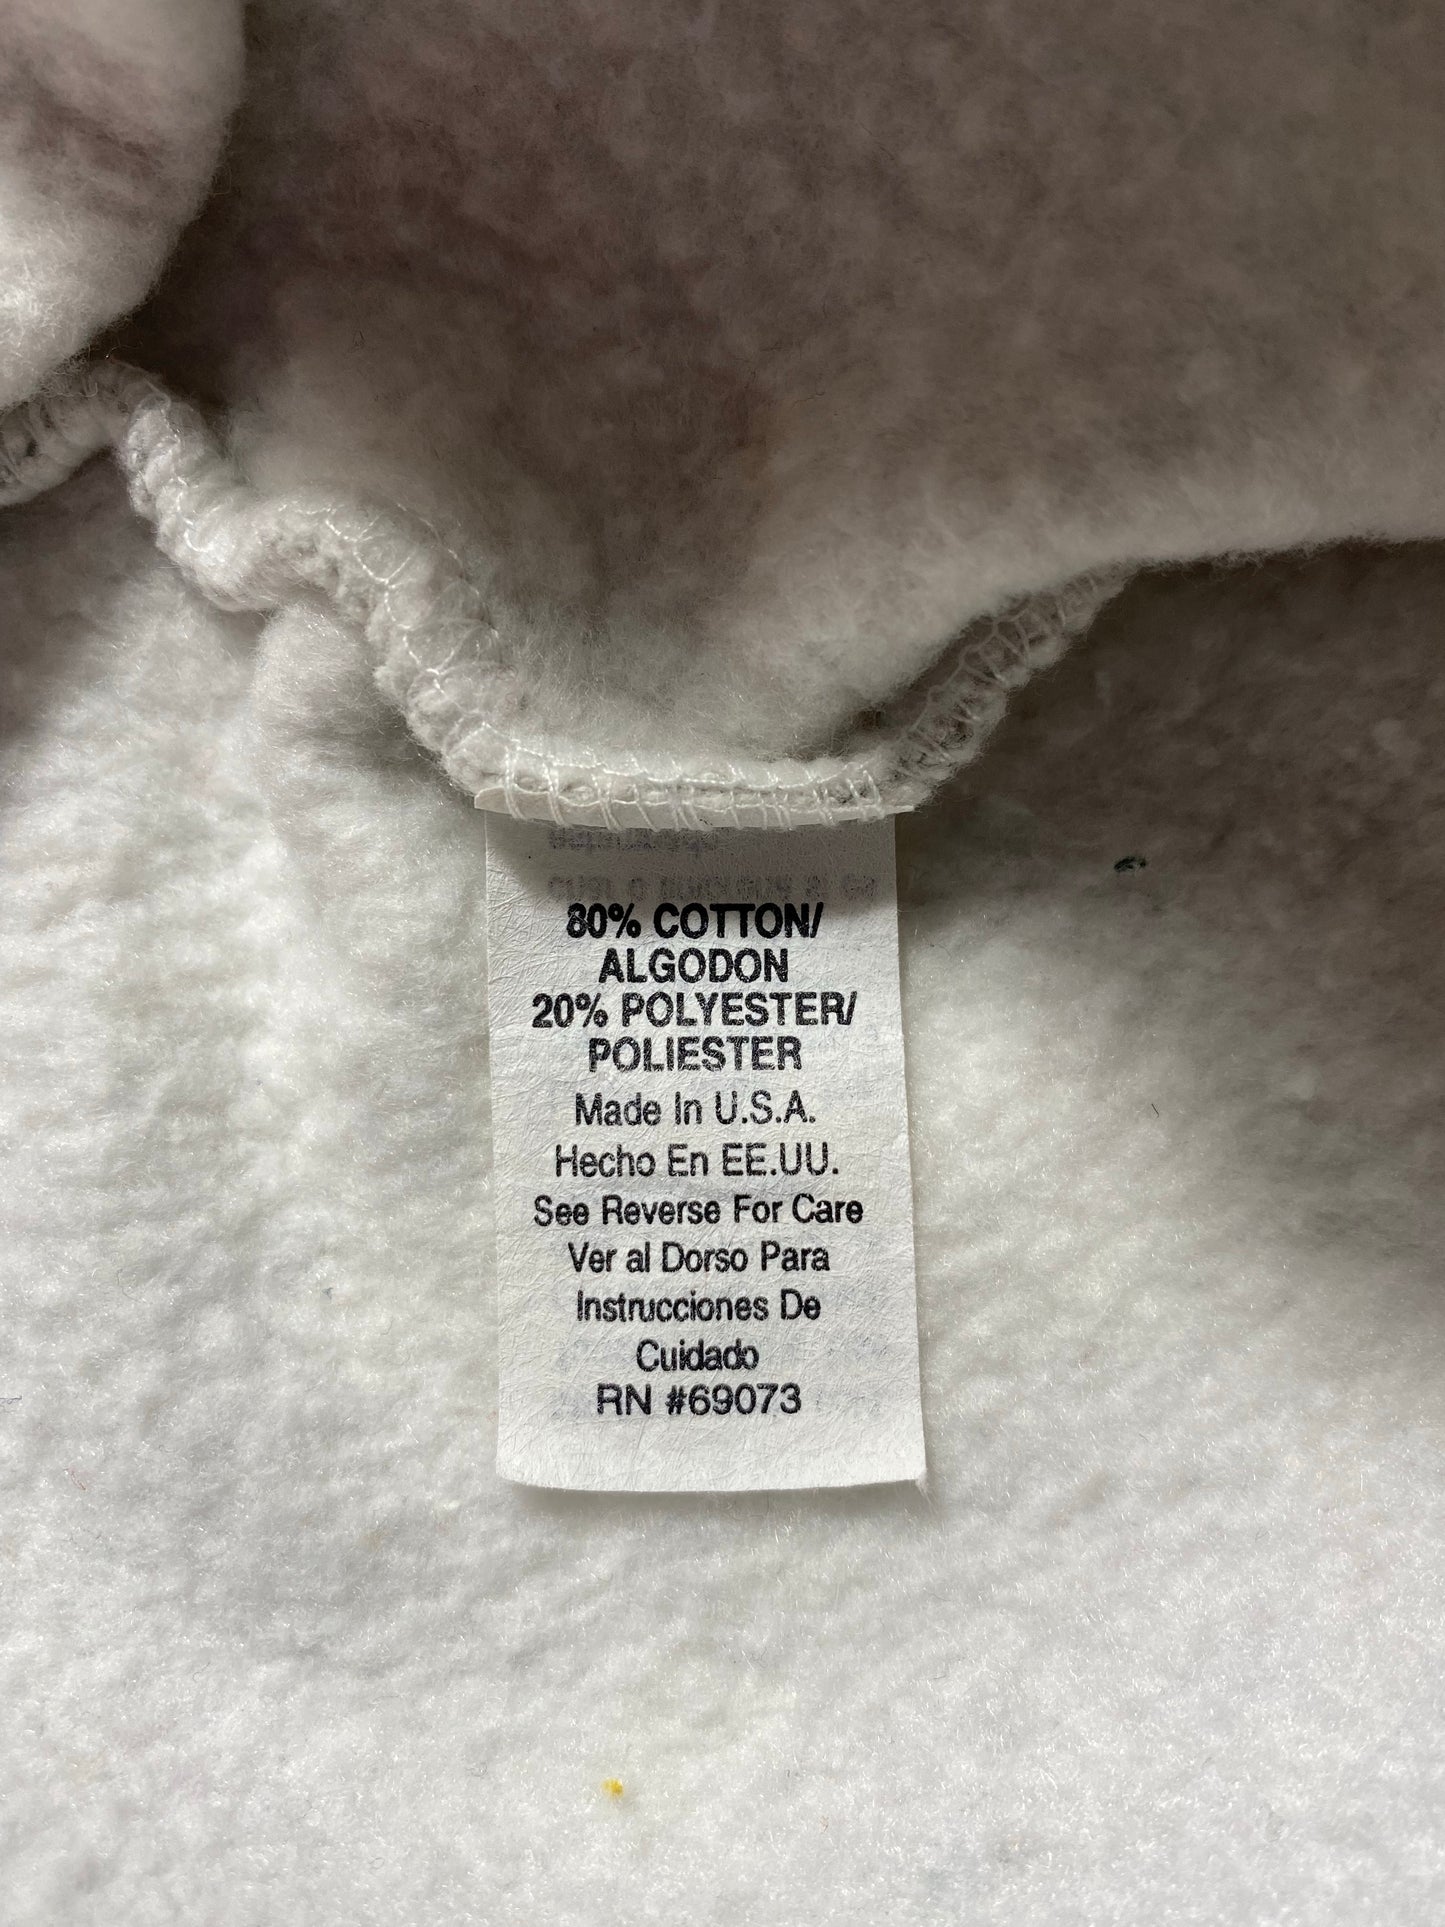 80% COTTON/
ALGODON
20% POLYESTER/
POLIESTER
Made In U.S.A.
Hecho En EE.UU.
See Reverse For Care
Ver al Dorso Para
Instrucciones De
Cuidado
RN #69073